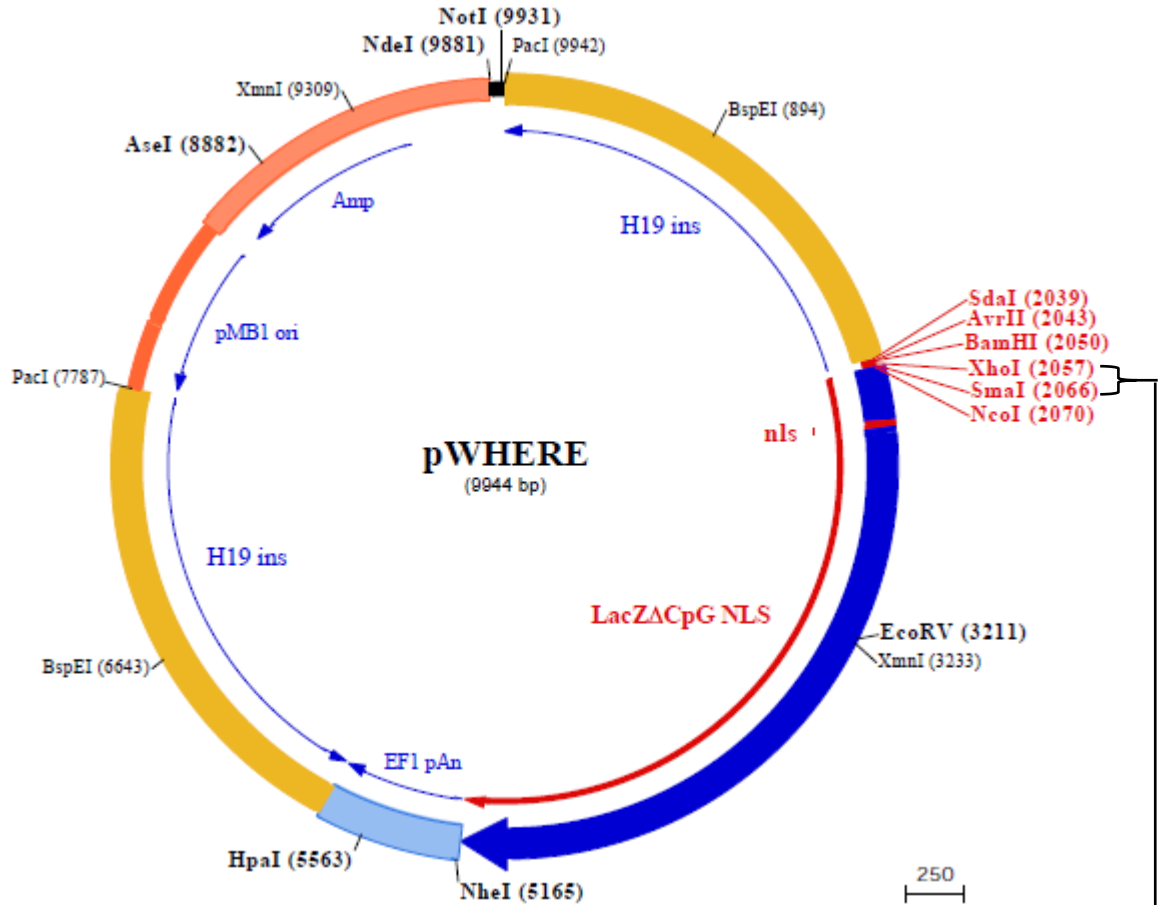 NotI (9931)
NdeI (9881)
PacI (9942)
XmnI (9309)
BspEI (894)
AseI (8882)
Amp
H19 ins
pMB1 ori
SdaI (2039)
AvrII (2043)
BamHI (2050)
XhoI (2057)
SmaI (2066)
NcoI (2070)
PacI (7787)
nls
pWHERE
(9944 bp)
H19 ins
LacZΔCpG NLS
EcoRV (3211)
XmnI (3233)
BspEI (6643)
EF1 pAn
HpaI (5563)
NheI (5165)
250